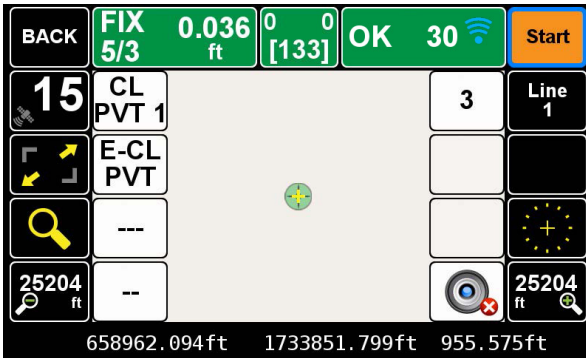 BACK
FIX 0.036
5/3 ft
0 0
[133]
OK 30
Start
15
CL
PVT 1
3
Line
1
E-CL
PVT
---
25204
ft
--
25204
ft
658962.094ft 1733851.799ft 955.575ft